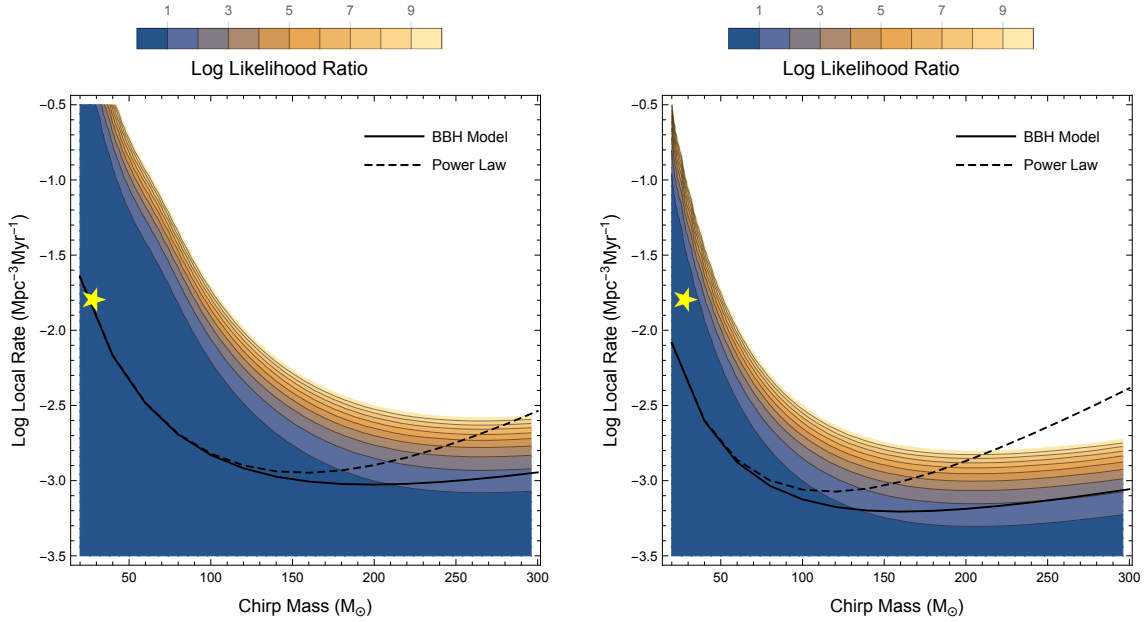 1 3 5 7 9
Log Likelihood Ratio
BBH Model
Power Law
Log Local Rate (Mpc⁻³Myr⁻¹)
−0.5
−1.0
−1.5
−2.0
−2.5
−3.0
−3.5
50 100 150 200 250 300
Chirp Mass (M☉)
1 3 5 7 9
Log Likelihood Ratio
BBH Model
Power Law
Log Local Rate (Mpc⁻³Myr⁻¹)
−0.5
−1.0
−1.5
−2.0
−2.5
−3.0
−3.5
50 100 150 200 250 300
Chirp Mass (M☉)